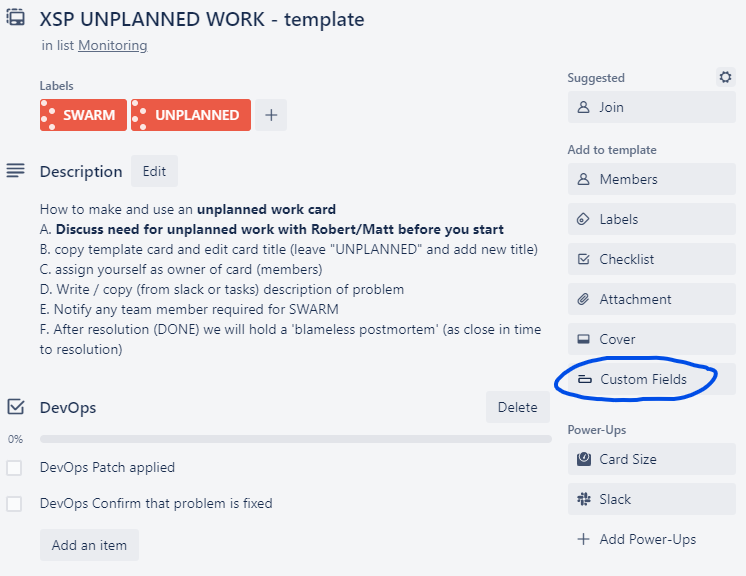 XSP UNPLANNED WORK - template
in list Monitoring
Labels
SWARM
UNPLANNED
Description
Edit
How to make and use an unplanned work card
A. Discuss need for unplanned work with Robert/Matt before you start
B. copy template card and edit card title (leave "UNPLANNED" and add new title)
C. assign yourself as owner of card (members)
D. Write / copy (from slack or tasks) description of problem
E. Notify any team member required for SWARM
F. After resolution (DONE) we will hold a 'blameless postmortem' (as close in time
to resolution)
DevOps
Delete
0%
DevOps Patch applied
DevOps Confirm that problem is fixed
Add an item
Suggested
Join
Add to template
Members
Labels
Checklist
Attachment
Cover
Custom Fields
Power-Ups
Card Size
Slack
Add Power-Ups